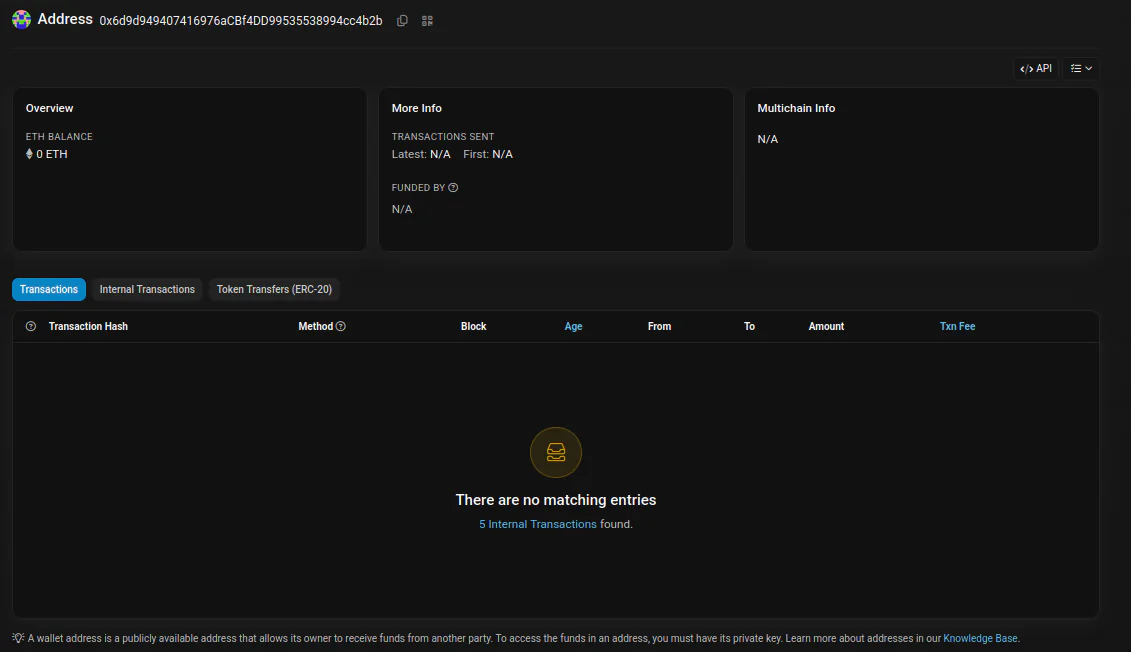 Address 0x6d9d949407416976aCBf4DD99535538994cc4b2b
</> API
Overview
ETH BALANCE
0 ETH
More Info
TRANSACTIONS SENT
Latest: N/A First: N/A
FUNDED BY
N/A
Multichain Info
N/A
Transactions Internal Transactions Token Transfers (ERC-20)
Transaction Hash Method Block Age From To Amount Txn Fee
There are no matching entries
5 Internal Transactions found.
A wallet address is a publicly available address that allows its owner to receive funds from another party. To access the funds in an address, you must have its private key. Learn more about addresses in our Knowledge Base.